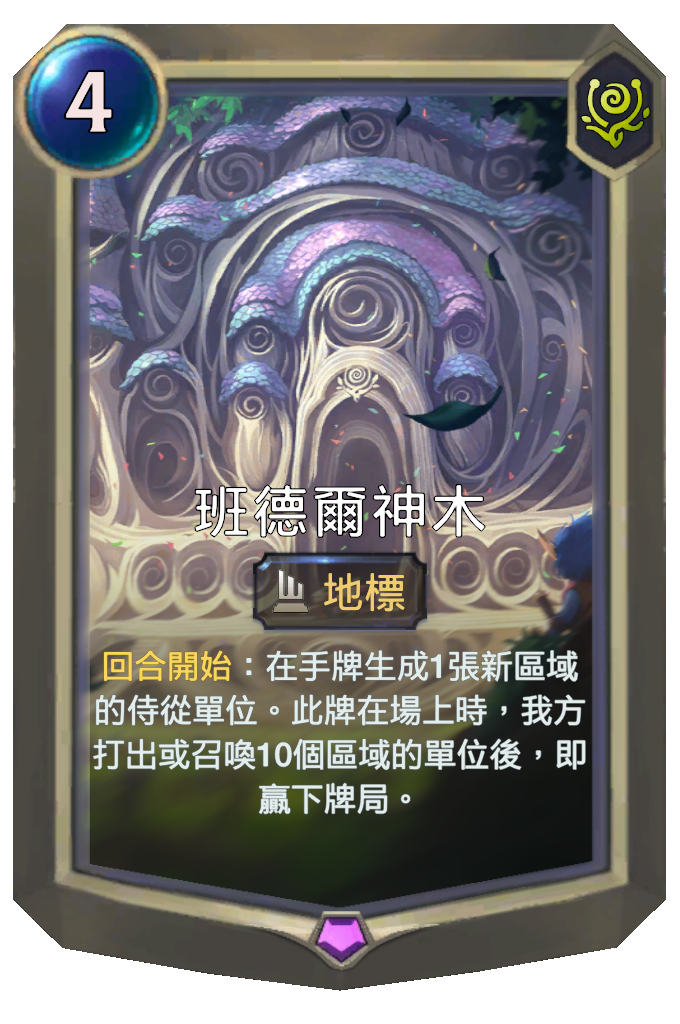 4
班德爾神木
地標
回合開始：在手牌生成1張新區域
的侍從單位。此牌在場上時，我方
打出或召喚10個區域的單位後，即
贏下牌局。